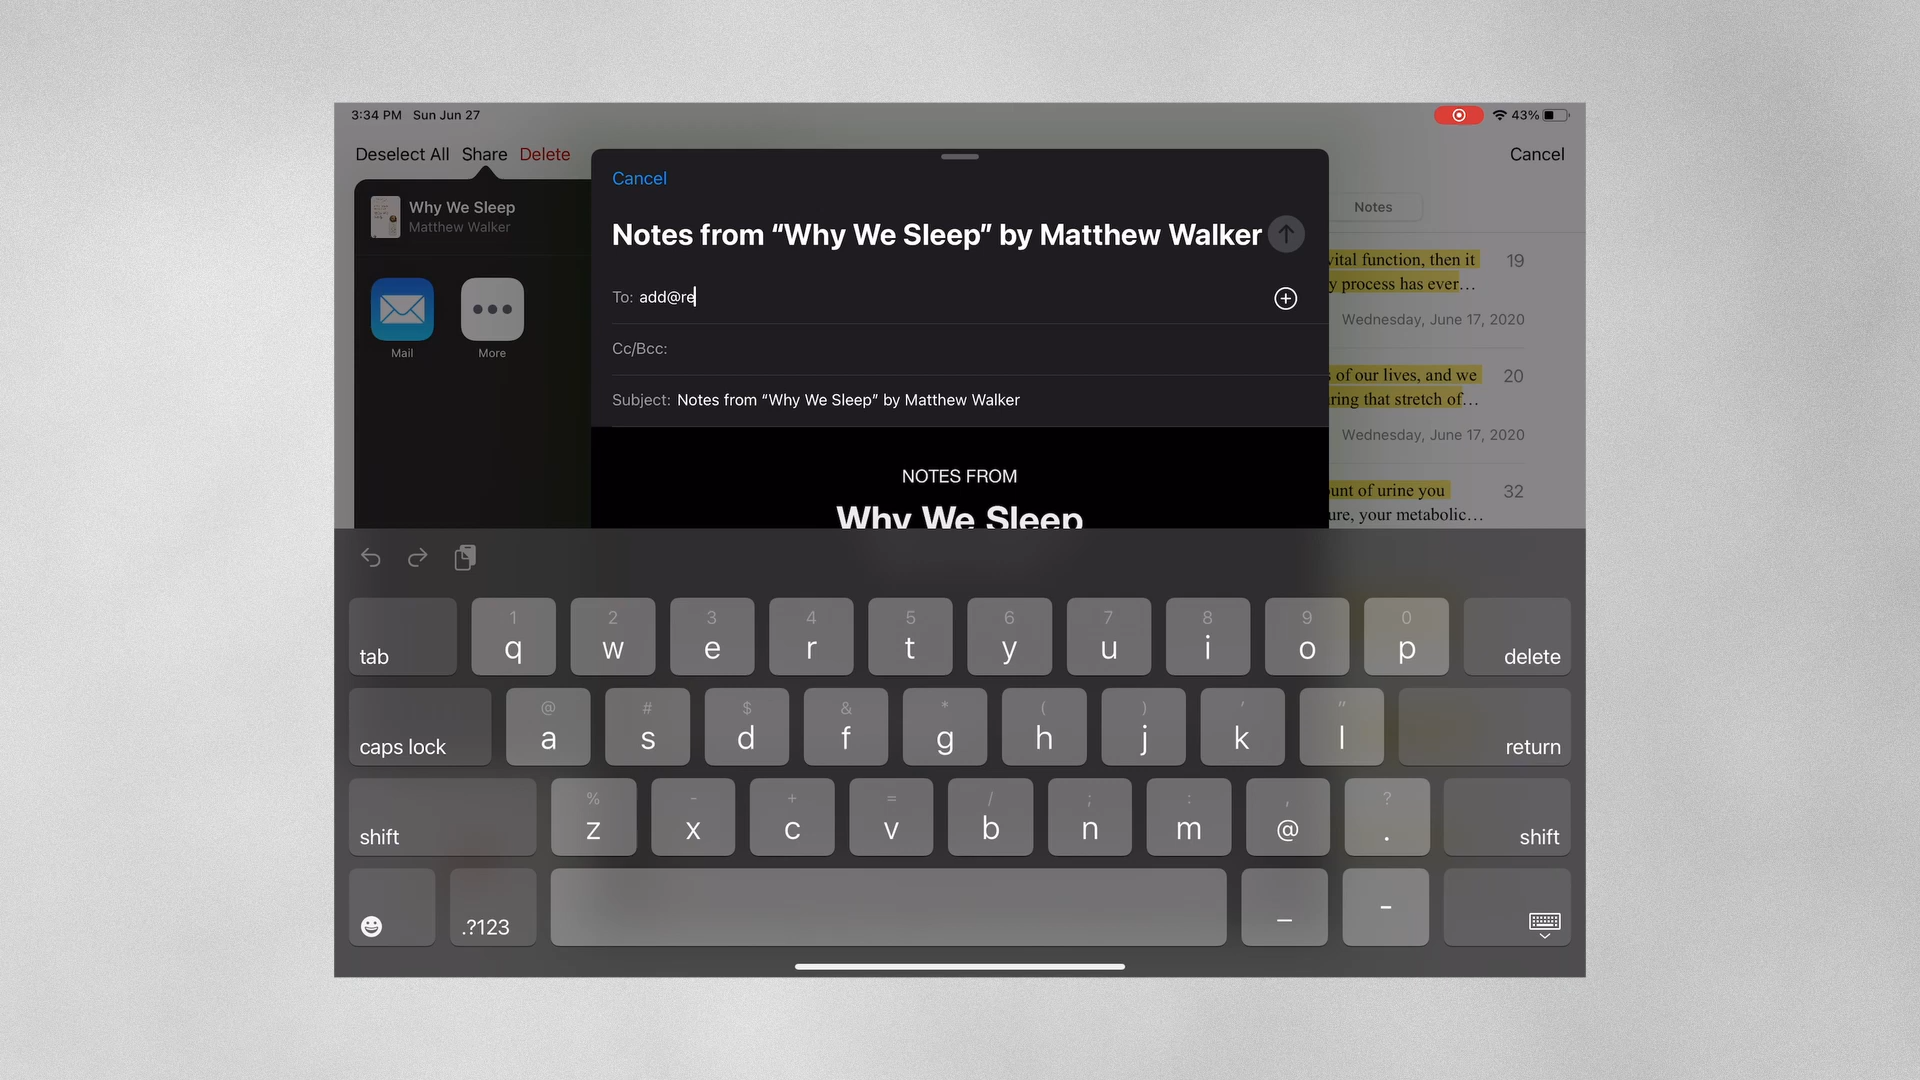 3:34 PM Sun Jun 27
43%
Deselect All Share Delete
Cancel
Why We Sleep
Matthew Walker
Mail
More
Cancel
Notes from “Why We Sleep” by Matthew Walker
To: add@re
Cc/Bcc:
Subject: Notes from “Why We Sleep” by Matthew Walker
NOTES FROM
Why We Sleep
Notes
vital function, then it 19
y process has ever…
Wednesday, June 17, 2020
of our lives, and we 20
ring that stretch of…
Wednesday, June 17, 2020
unt of urine you 32
ure, your metabolic…
1 2 3 4 5 6 7 8 9 0
tab q w e r t y u i o p delete
@ # $ & * ( ) ' "
caps lock a s d f g h j k l return
% - + = / ; : , ?
shift z x c v b n m @ . shift
.?123 _ -